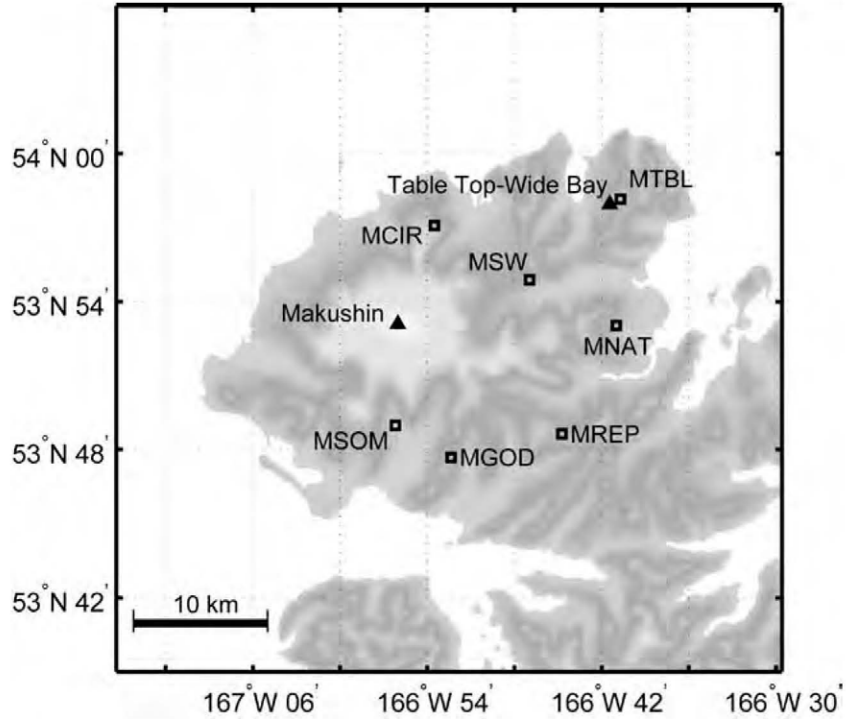 54°N 00'
Table Top-Wide Bay
MTBL
MCIR
MSW
53°N 54'
Makushin
MNAT
MSOM
MGOD
MREP
53°N 48'
53°N 42'
10 km
167°W 06'
166°W 54'
166°W 42'
166°W 30'